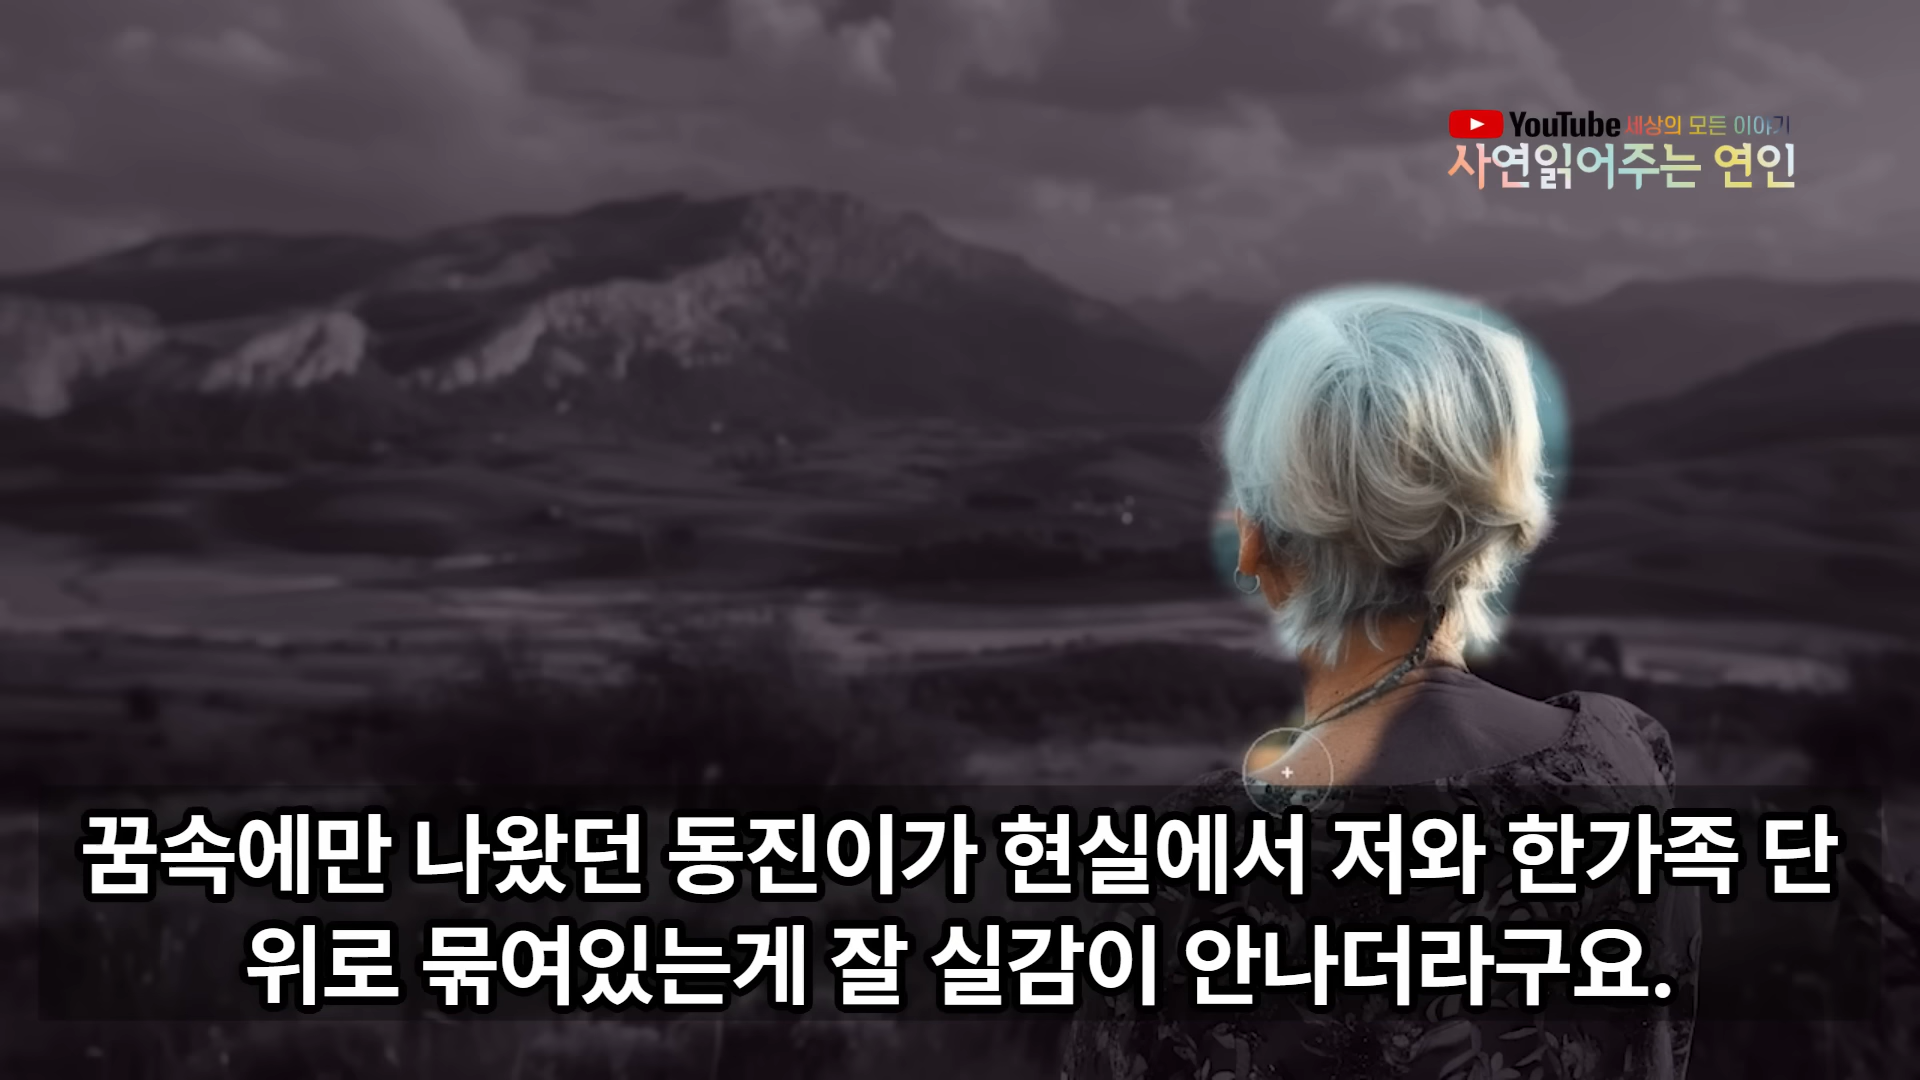 YouTube 세상의 모든 이야기
사연읽어주는 연인
꿈속에만 나왔던 동진이가 현실에서 저와 한가족 단
위로 묶여있는게 잘 실감이 안나더라구요.